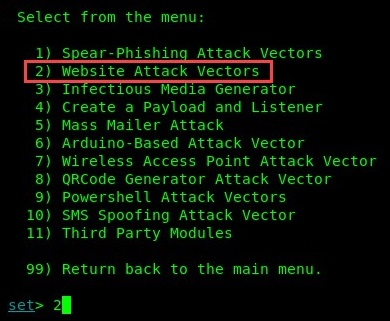 Select from the menu:
1) Spear-Phishing Attack Vectors
2) Website Attack Vectors
3) Infectious Media Generator
4) Create a Payload and Listener
5) Mass Mailer Attack
6) Arduino-Based Attack Vector
7) Wireless Access Point Attack Vector
8) QRCode Generator Attack Vector
9) Powershell Attack Vectors
10) SMS Spoofing Attack Vector
11) Third Party Modules
99) Return back to the main menu.
set> 2